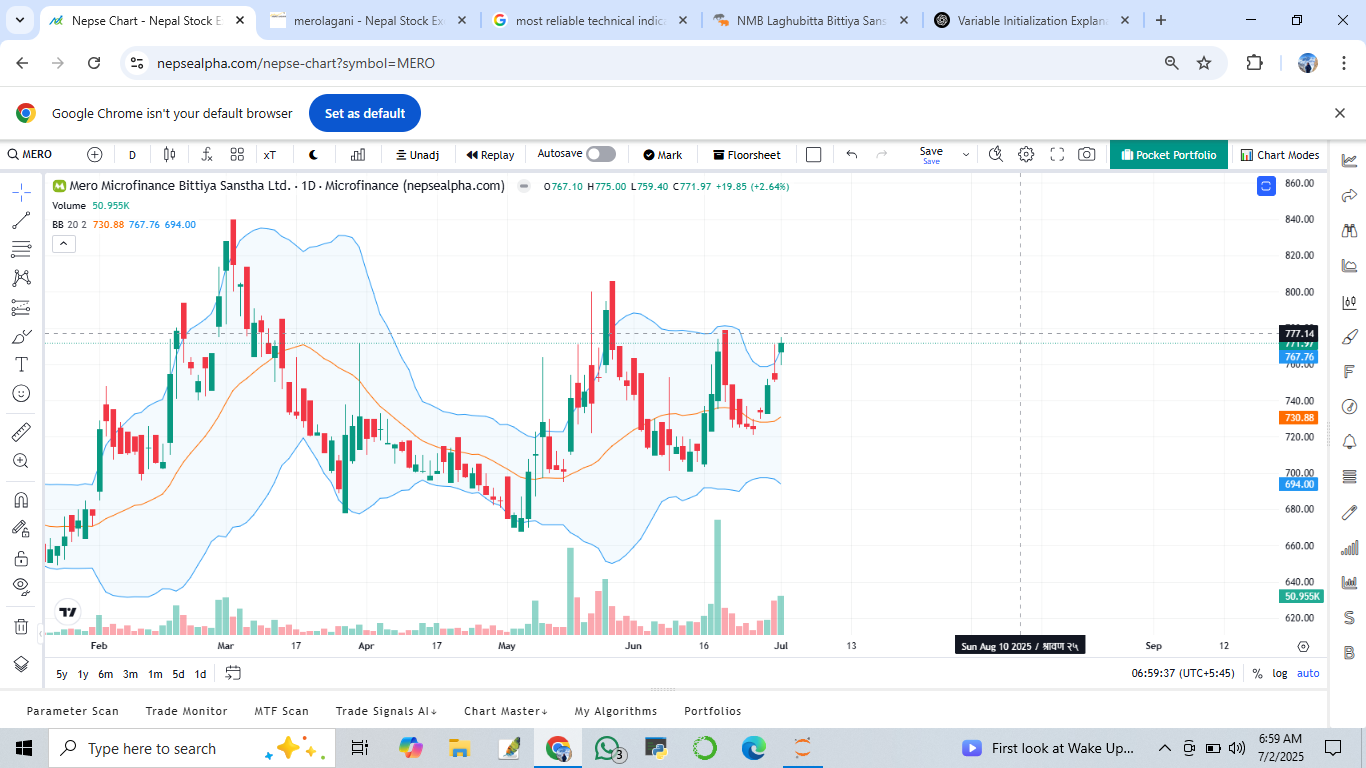 Nepse Chart - Nepal Stock E
merolagani - Nepal Stock Ex
most reliable technical indic
NMB Laghubitta Bittiya Sans
Variable Initialization Explana
nepsealpha.com/nepse-chart?symbol=MERO
Google Chrome isn't your default browser
Set as default
MERO
D
xT
Unadj
Replay
Autosave
Mark
Floorsheet
Save
Save
Pocket Portfolio
Chart Modes
Mero Microfinance Bittiya Sanstha Ltd. · 1D · Microfinance (nepsealpha.com)
O767.10 H775.00 L759.40 C771.97 +19.85 (+2.64%)
Volume 50.955K
BB 20 2 730.88 767.76 694.00
860.00
840.00
820.00
800.00
777.14
771.97
767.76
760.00
740.00
730.88
720.00
700.00
694.00
680.00
660.00
640.00
50.955K
620.00
Feb Mar 17 Apr 17 May Jun 16 Jul 13 Sun Aug 10 2025 / श्रावण २५ Sep 12
5y 1y 6m 3m 1m 5d 1d
06:59:37 (UTC+5:45) % log auto
Parameter Scan Trade Monitor MTF Scan Trade Signals AI↓ Chart Master↓ My Algorithms Portfolios
Type here to search
3
First look at Wake Up...
6:59 AM
7/2/2025